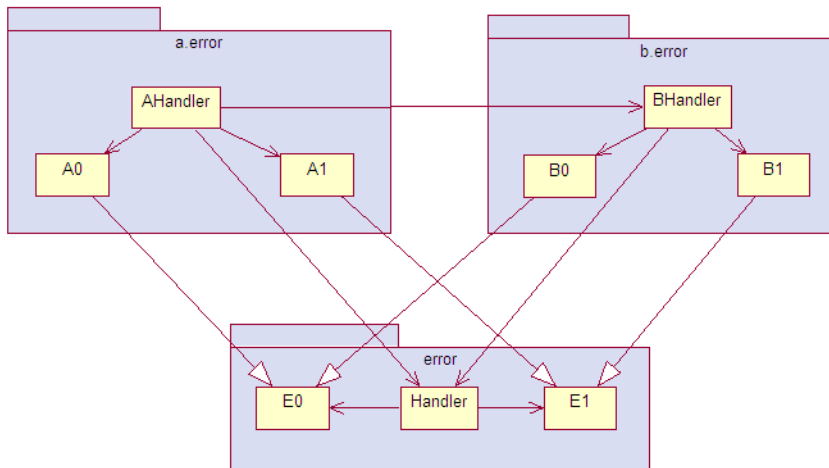 a.error
b.error
AHandler
BHandler
A0
A1
B0
B1
error
E0
Handler
E1